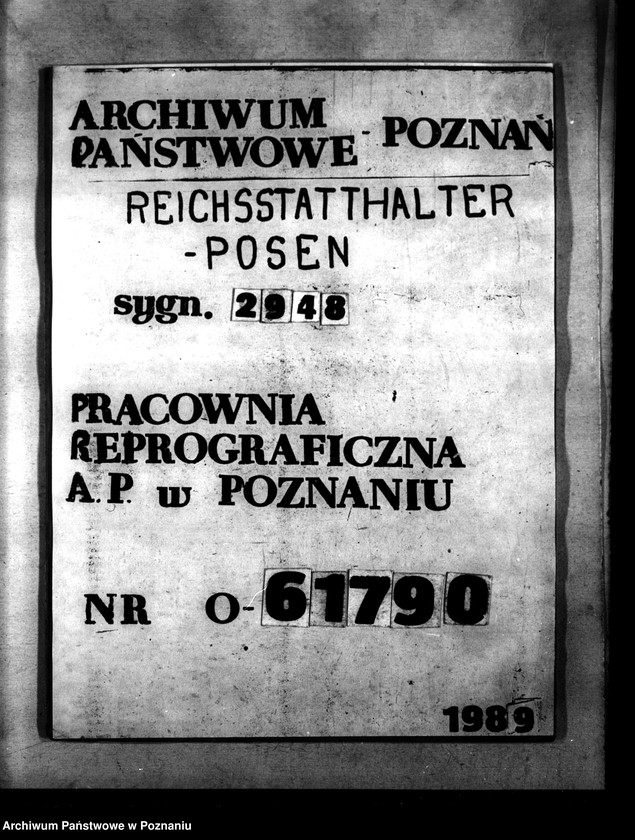 ARCHIWUM
PAŃSTWOWE - POZNAŃ
REICHSSTATTHALTER
-POSEN
sygn. 2948
PRACOWNIA
REPROGRAFICZNA
A.P. w POZNANIU
NR O-61790
1989
Archiwum Państwowe w Poznaniu